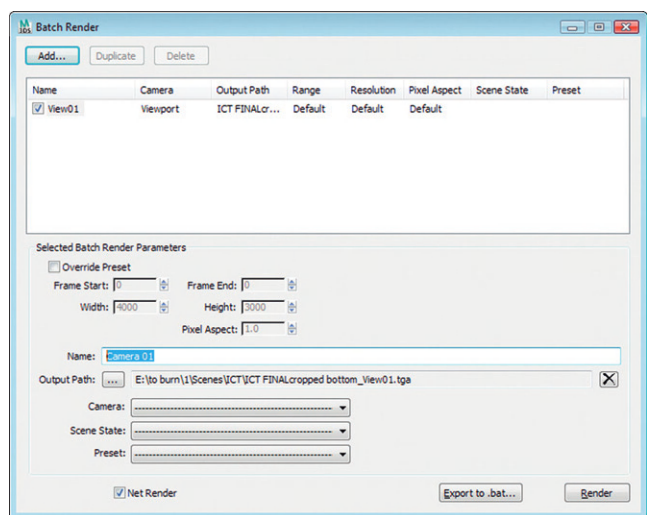 Batch Render
Add... Duplicate Delete
Name Camera Output Path Range Resolution Pixel Aspect Scene State Preset
View01 Viewport ICT FINALcr... Default Default Default
Selected Batch Render Parameters
Override Preset
Frame Start: 0 Frame End: 0
Width: 4000 Height: 3000
Pixel Aspect: 1.0
Name: Camera 01
Output Path: ... E:\to burn\1\Scenes\ICT\ICT FINALcropped bottom_View01.tga
Camera:
Scene State:
Preset:
Net Render Export to .bat... Render